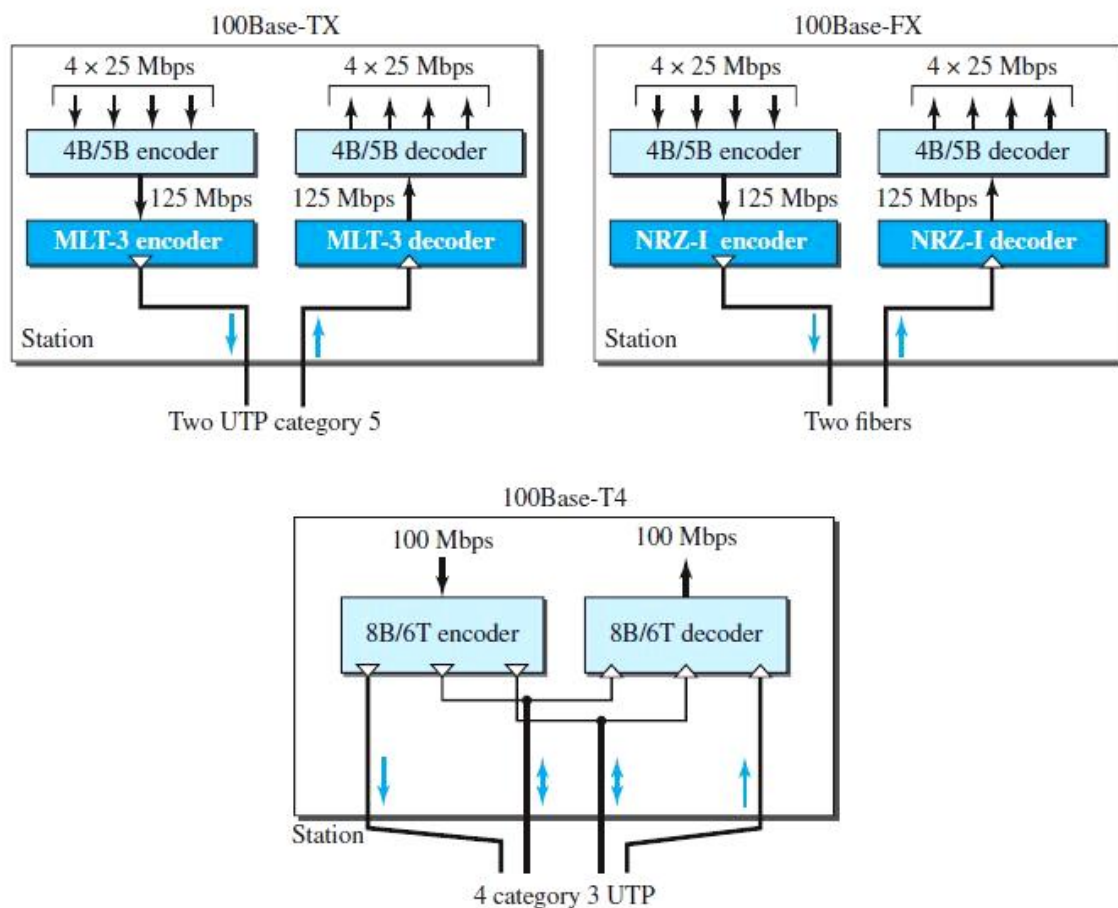 100Base-TX
4 × 25 Mbps
4 × 25 Mbps
4B/5B encoder
4B/5B decoder
125 Mbps
125 Mbps
MLT-3 encoder
MLT-3 decoder
Station
Two UTP category 5
100Base-FX
4 × 25 Mbps
4 × 25 Mbps
4B/5B encoder
4B/5B decoder
125 Mbps
125 Mbps
NRZ-I encoder
NRZ-I decoder
Station
Two fibers
100Base-T4
100 Mbps
100 Mbps
8B/6T encoder
8B/6T decoder
Station
4 category 3 UTP